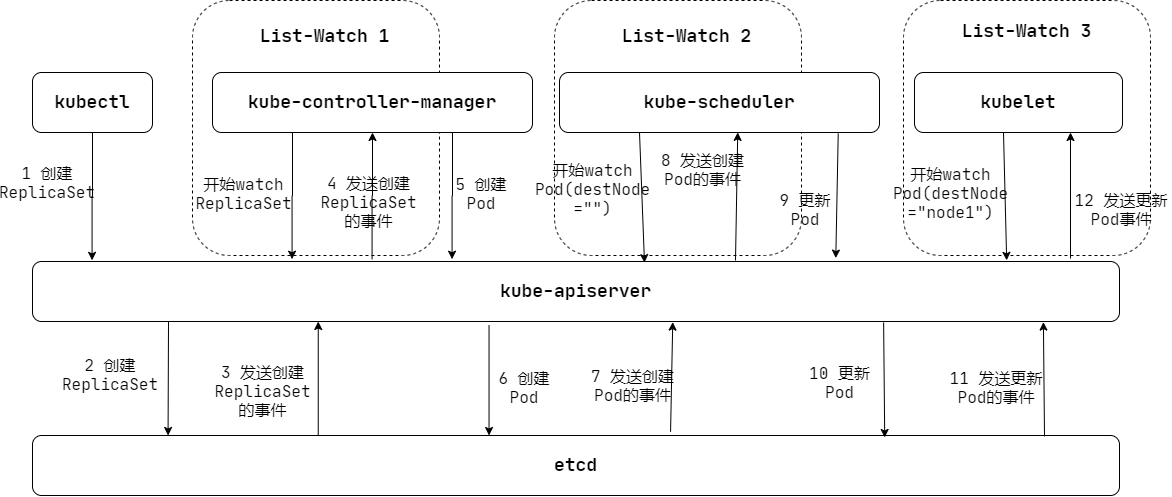 List-Watch 1
List-Watch 2
List-Watch 3
kubectl
kube-controller-manager
kube-scheduler
kubelet
1 创建
ReplicaSet
开始watch
ReplicaSet
4 发送创建
ReplicaSet
的事件
5 创建
Pod
开始watch
Pod(destNode
="")
8 发送创建
Pod的事件
9 更新
Pod
开始watch
Pod(destNode
="node1")
12 发送更新
Pod事件
kube-apiserver
2 创建
ReplicaSet
3 发送创建
ReplicaSet
的事件
6 创建
Pod
7 发送创建
Pod的事件
10 更新
Pod
11 发送更新
Pod的事件
etcd